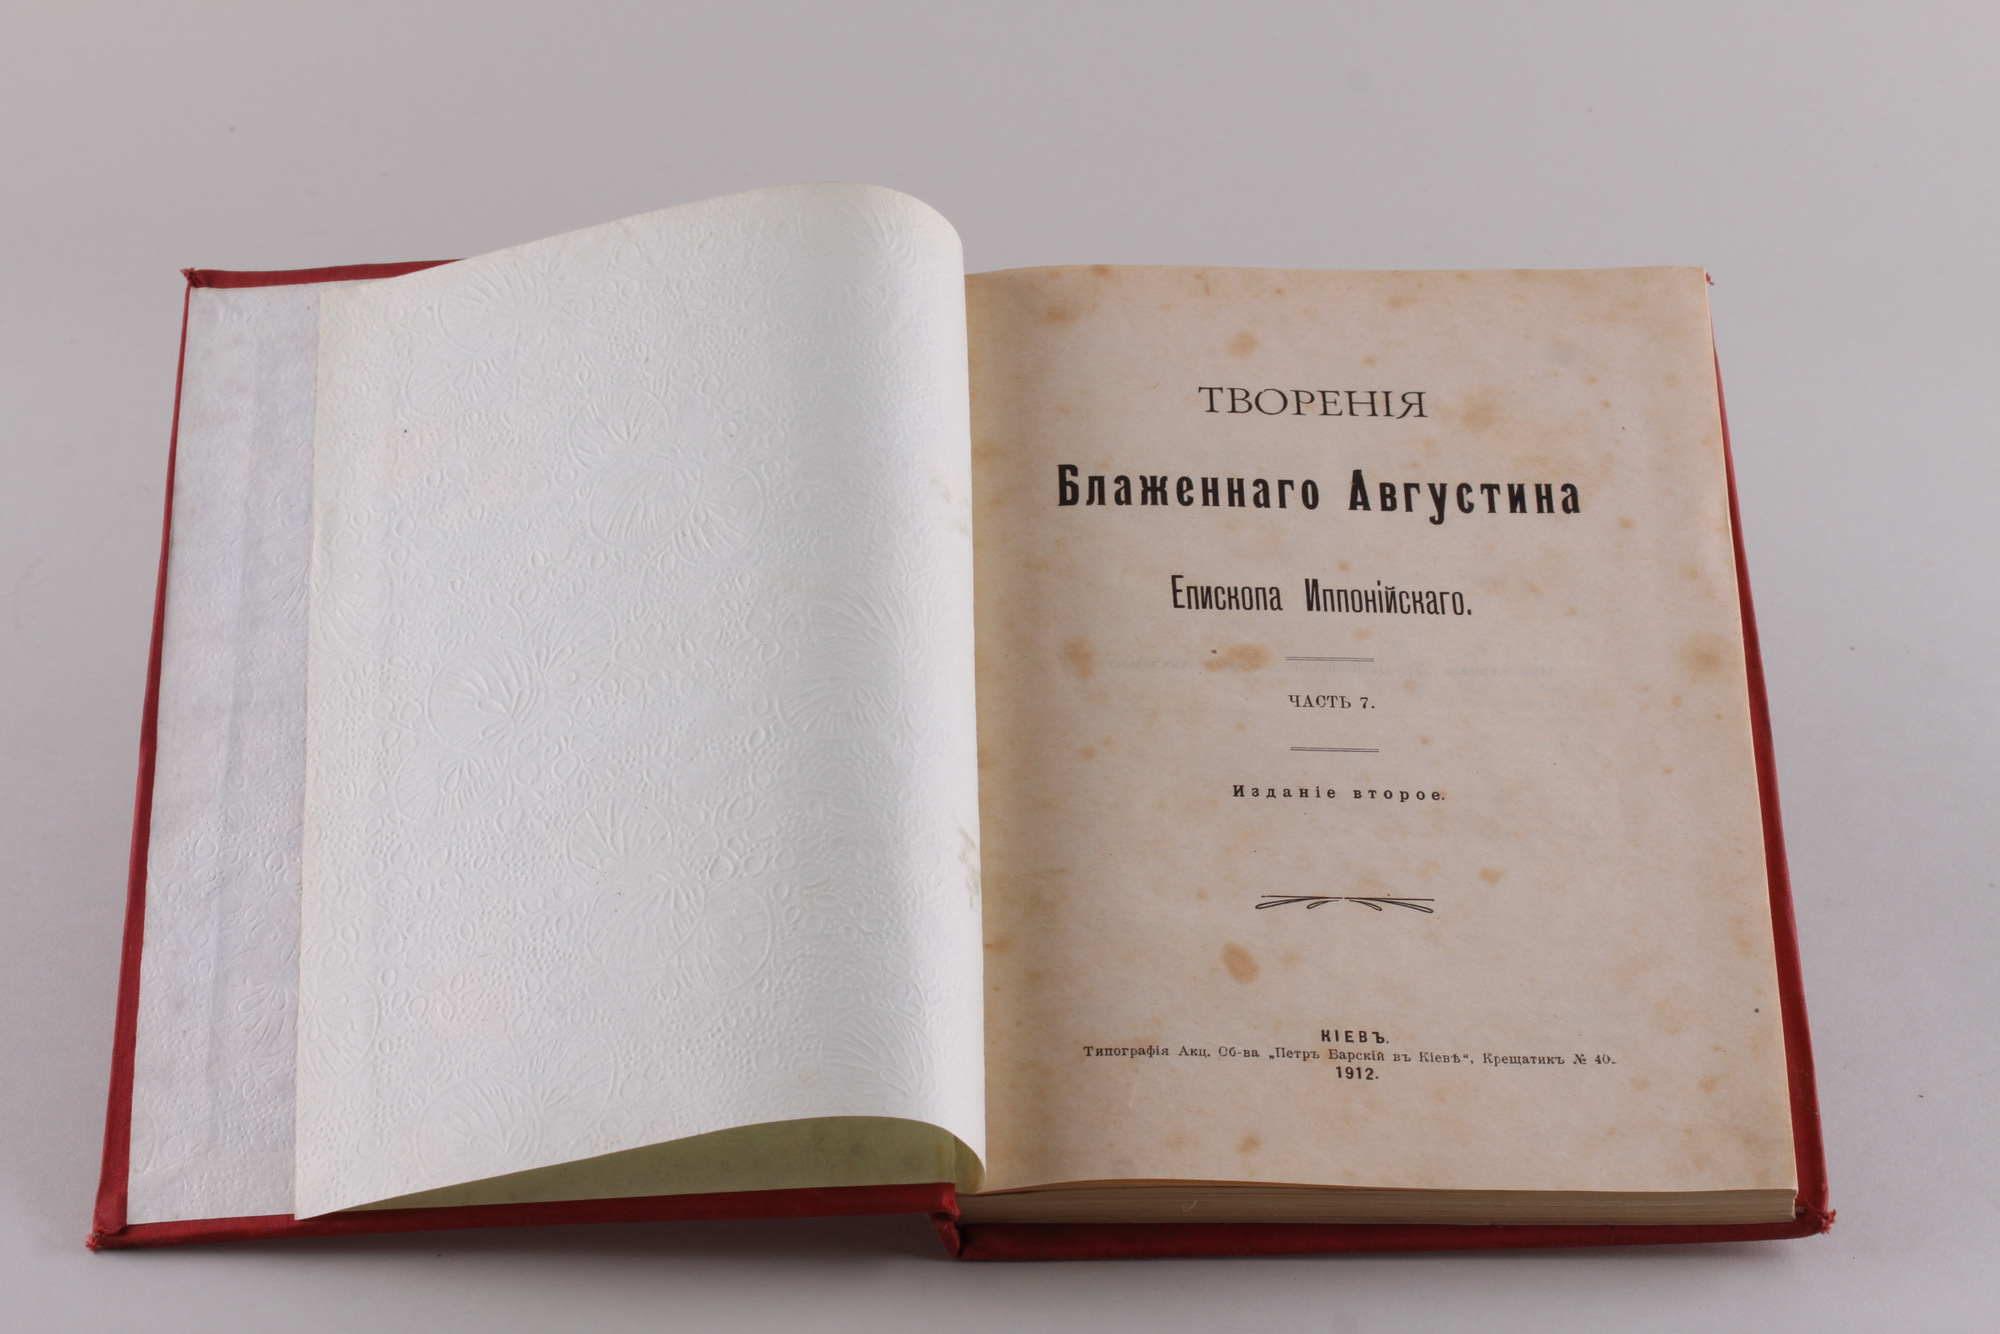 ТВОРЕНІЯ
Блаженнаго Августина
Епископа Иппонійскаго.
ЧАСТЬ 7.
Изданіе второе.
КІЕВЪ.
Типографія Акц. Об-ва „Петръ Барскій въ Кіевѣ“, Крещатикъ № 40.
1912.